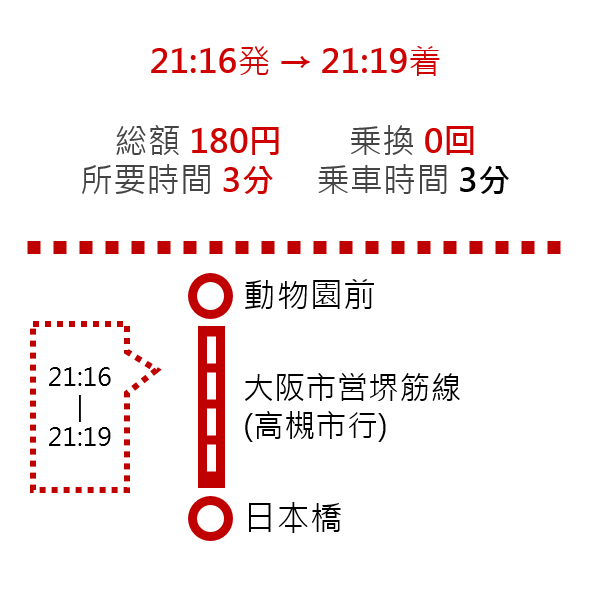 21:16発 → 21:19着
総額 180円 乗換 0回
所要時間 3分 乗車時間 3分
動物園前
21:16
|
21:19
大阪市営堺筋線
(高槻市行)
日本橋